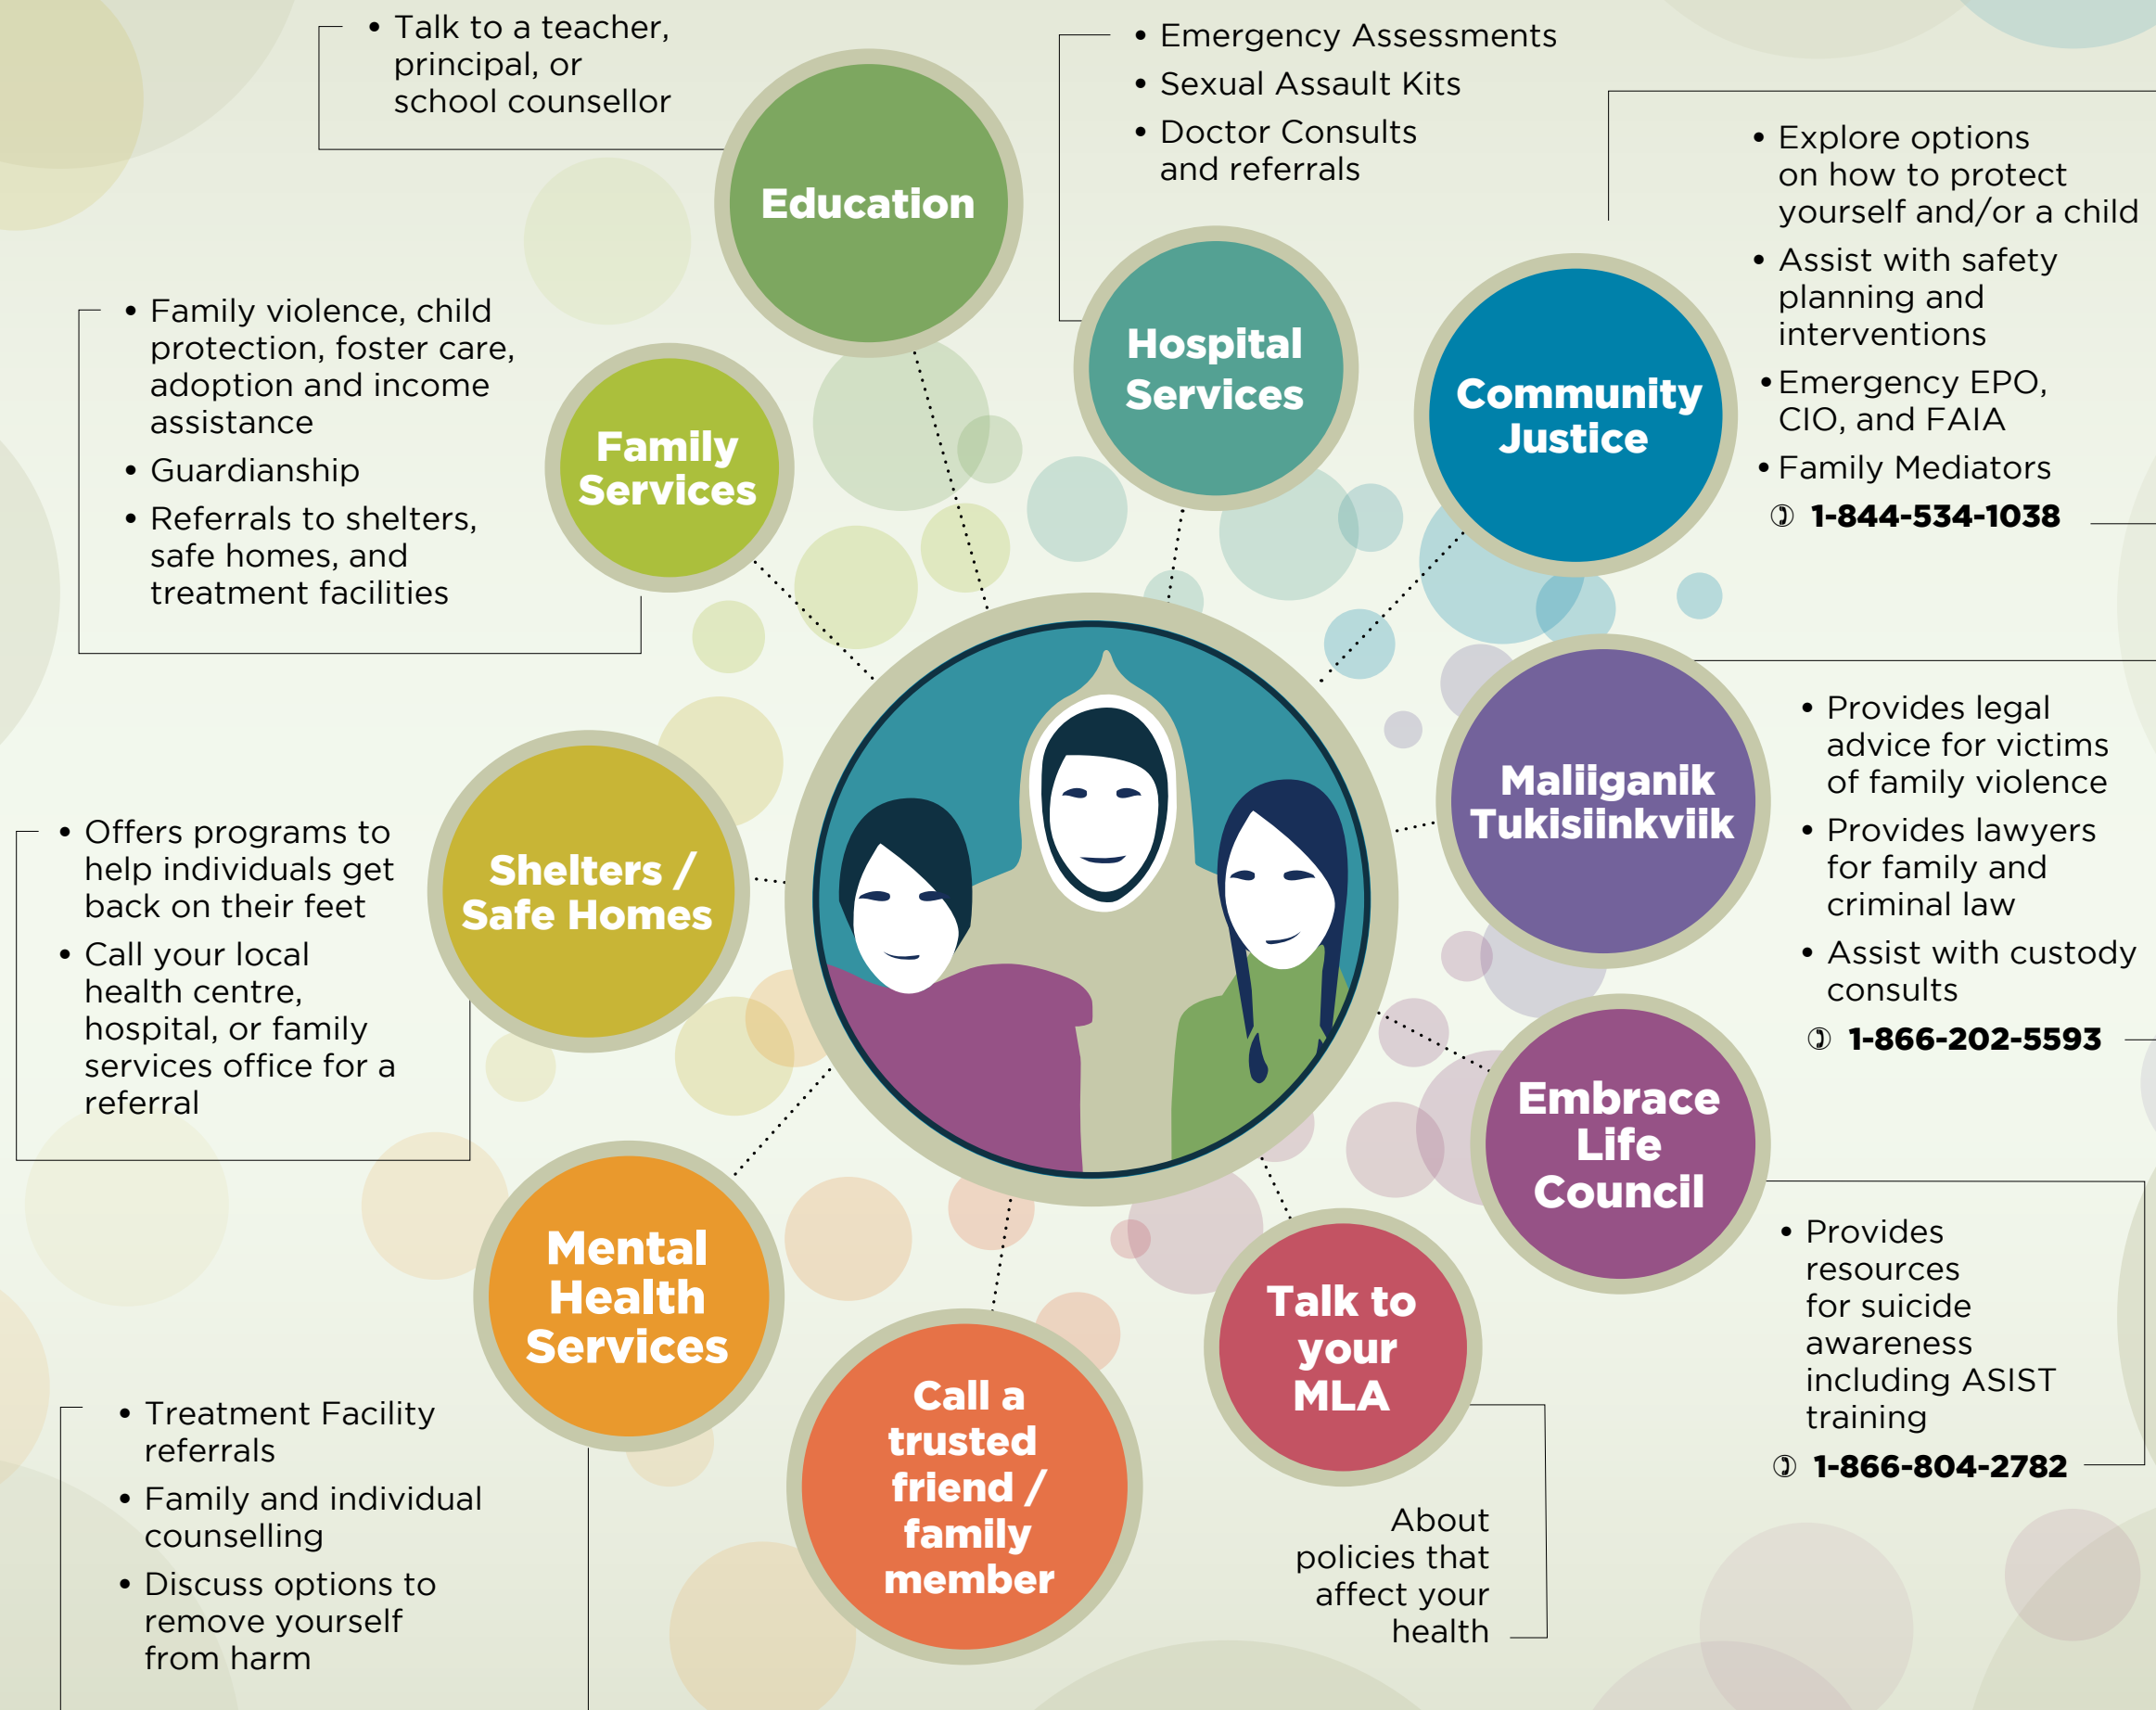 • Talk to a teacher,
principal, or
school counsellor
Education
• Emergency Assessments
• Sexual Assault Kits
• Doctor Consults
and referrals
Hospital
Services
• Explore options
on how to protect
yourself and/or a child
• Assist with safety
planning and
interventions
• Emergency EPO,
CIO, and FAIA
• Family Mediators
✆ 1-844-534-1038
Community
Justice
• Family violence, child
protection, foster care,
adoption and income
assistance
• Guardianship
• Referrals to shelters,
safe homes, and
treatment facilities
Family
Services
Maliiganik
Tukisiinkviik
• Provides legal
advice for victims
of family violence
• Provides lawyers
for family and
criminal law
• Assist with custody
consults
✆ 1-866-202-5593
• Offers programs to
help individuals get
back on their feet
• Call your local
health centre,
hospital, or family
services office for a
referral
Shelters /
Safe Homes
Embrace
Life
Council
• Provides
resources
for suicide
awareness
including ASIST
training
✆ 1-866-804-2782
Mental
Health
Services
• Treatment Facility
referrals
• Family and individual
counselling
• Discuss options to
remove yourself
from harm
Call a
trusted
friend /
family
member
Talk to
your
MLA
About
policies that
affect your
health